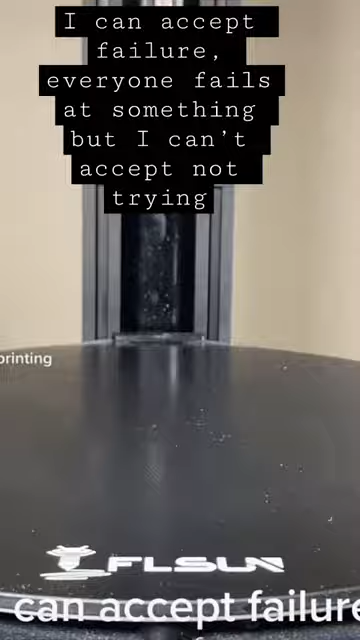 I can accept
failure,
everyone fails
at something
but I can't
accept not
trying
printing
FLSUN
can accept failure